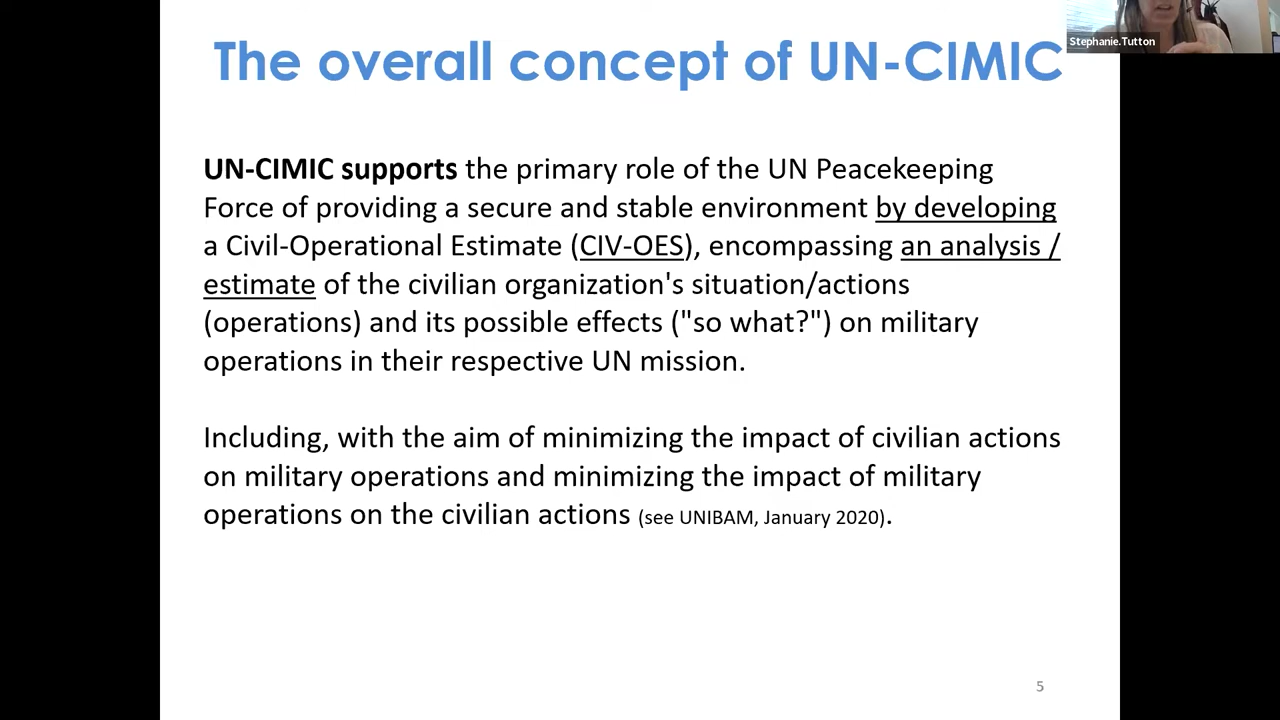 The overall concept of UN-CIMIC
Stephanie.Tutton
UN-CIMIC supports the primary role of the UN Peacekeeping
Force of providing a secure and stable environment by developing
a Civil-Operational Estimate (CIV-OES), encompassing an analysis /
estimate of the civilian organization's situation/actions
(operations) and its possible effects ("so what?") on military
operations in their respective UN mission.
Including, with the aim of minimizing the impact of civilian actions
on military operations and minimizing the impact of military
operations on the civilian actions (see UNIBAM, January 2020).
5